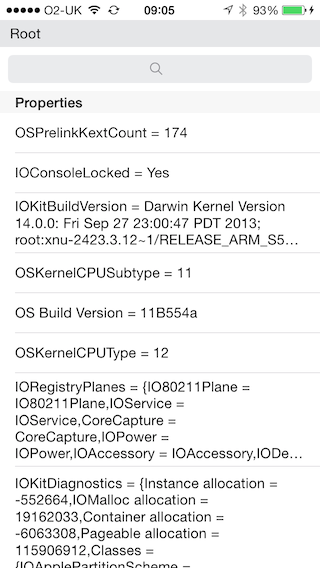 O2-UK 09:05 93%
Root
Properties
OSPrelinkKextCount = 174
IOConsoleLocked = Yes
IOKitBuildVersion = Darwin Kernel Version
14.0.0: Fri Sep 27 23:00:47 PDT 2013;
root:xnu-2423.3.12~1/RELEASE_ARM_S5…
OSKernelCPUSubtype = 11
OS Build Version = 11B554a
OSKernelCPUType = 12
IORegistryPlanes = {IO80211Plane =
IO80211Plane,IOService =
IOService,CoreCapture =
CoreCapture,IOPower =
IOPower,IOAccessory = IOAccessory,IODe…
IOKitDiagnostics = {Instance allocation =
-552664,IOMalloc allocation =
19162033,Container allocation =
-6063308,Pageable allocation =
115906912,Classes =
{IOApplePartitionScheme =